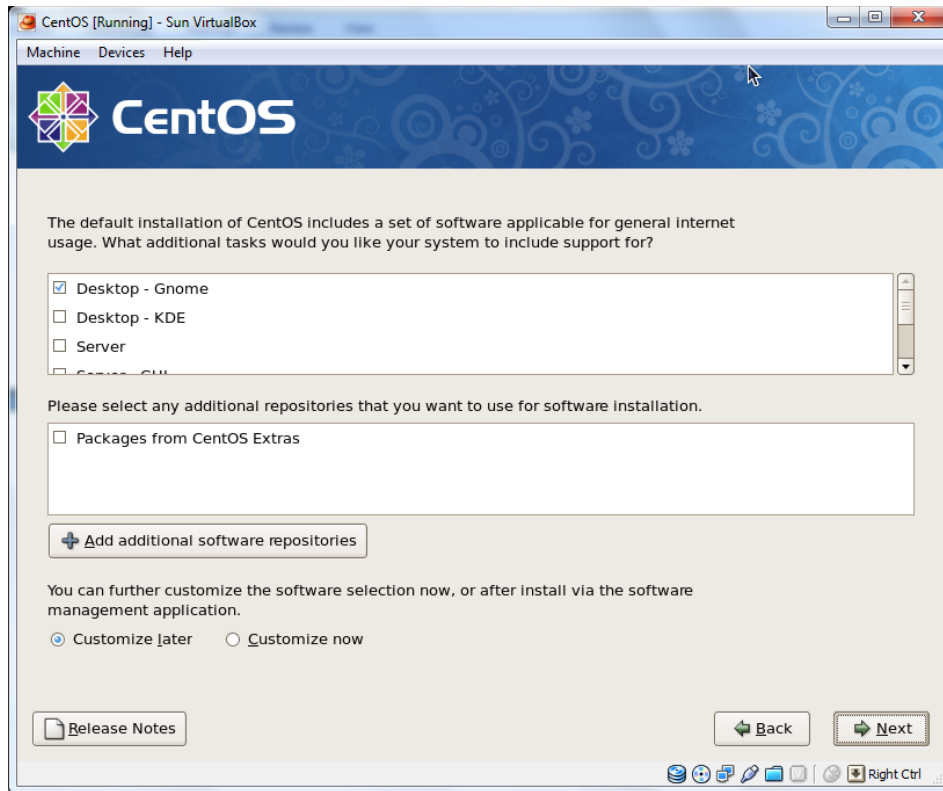 CentOS [Running] - Sun VirtualBox
Machine Devices Help
CentOS
The default installation of CentOS includes a set of software applicable for general internet
usage. What additional tasks would you like your system to include support for?
Desktop - Gnome
Desktop - KDE
Server
Please select any additional repositories that you want to use for software installation.
Packages from CentOS Extras
Add additional software repositories
You can further customize the software selection now, or after install via the software
management application.
Customize later Customize now
Release Notes Back Next
Right Ctrl